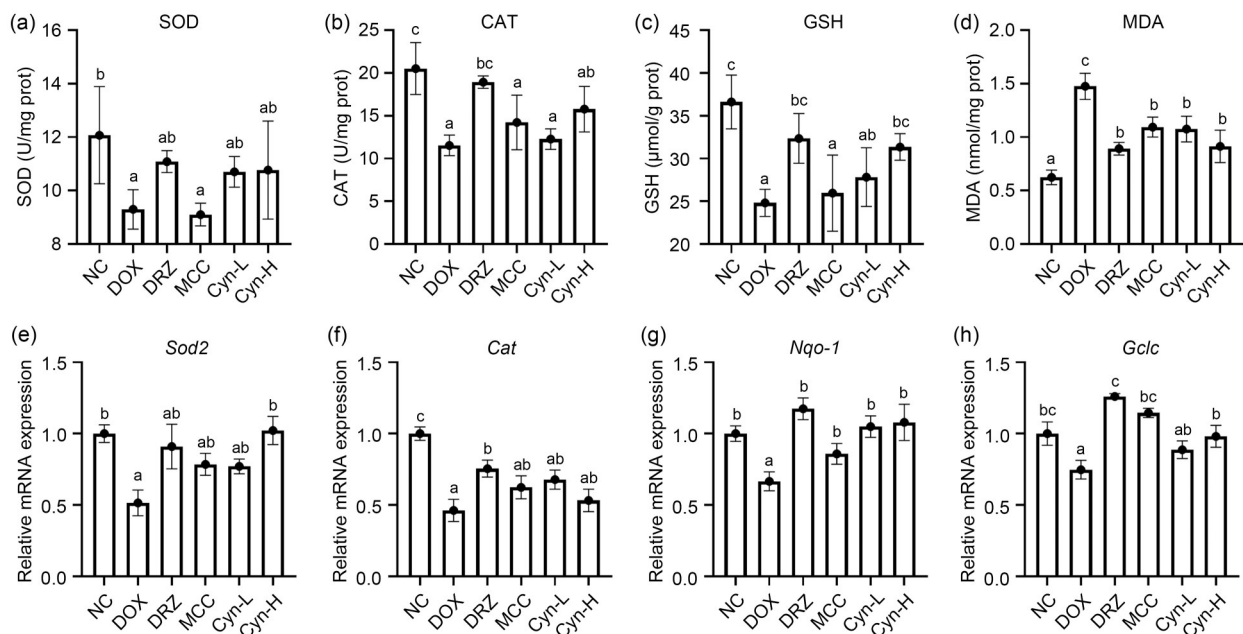 (a) SOD
SOD (U/mg prot)
16
14
12
10
8
b
a
ab
a
ab
ab
NC
DOX
DRZ
MCC
Cyn-L
Cyn-H
(b) CAT
CAT (U/mg prot)
25
20
15
10
5
0
c
a
bc
a
a
ab
NC
DOX
DRZ
MCC
Cyn-L
Cyn-H
(c) GSH
GSH (μmol/g prot)
45
40
35
30
25
20
c
a
bc
a
ab
bc
NC
DOX
DRZ
MCC
Cyn-L
Cyn-H
(d) MDA
MDA (nmol/mg prot)
2.0
1.5
1.0
0.5
0.0
a
c
b
b
b
b
NC
DOX
DRZ
MCC
Cyn-L
Cyn-H
(e) Sod2
Relative mRNA expression
1.5
1.0
0.5
0.0
b
a
ab
ab
ab
b
NC
DOX
DRZ
MCC
Cyn-L
Cyn-H
(f) Cat
Relative mRNA expression
1.5
1.0
0.5
0.0
c
a
b
ab
ab
ab
NC
DOX
DRZ
MCC
Cyn-L
Cyn-H
(g) Nqo-1
Relative mRNA expression
1.5
1.0
0.5
0.0
b
a
b
b
b
b
NC
DOX
DRZ
MCC
Cyn-L
Cyn-H
(h) Gclc
Relative mRNA expression
1.5
1.0
0.5
0.0
bc
a
c
bc
ab
b
NC
DOX
DRZ
MCC
Cyn-L
Cyn-H